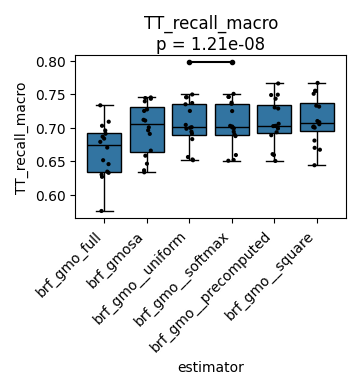 TT_recall_macro
p = 1.21e-08
TT_recall_macro
0.80
0.75
0.70
0.65
0.60
brf_gmo_full
brf_gmosa
brf_gmo__uniform
brf_gmo__softmax
brf_gmo__precomputed
brf_gmo__square
estimator